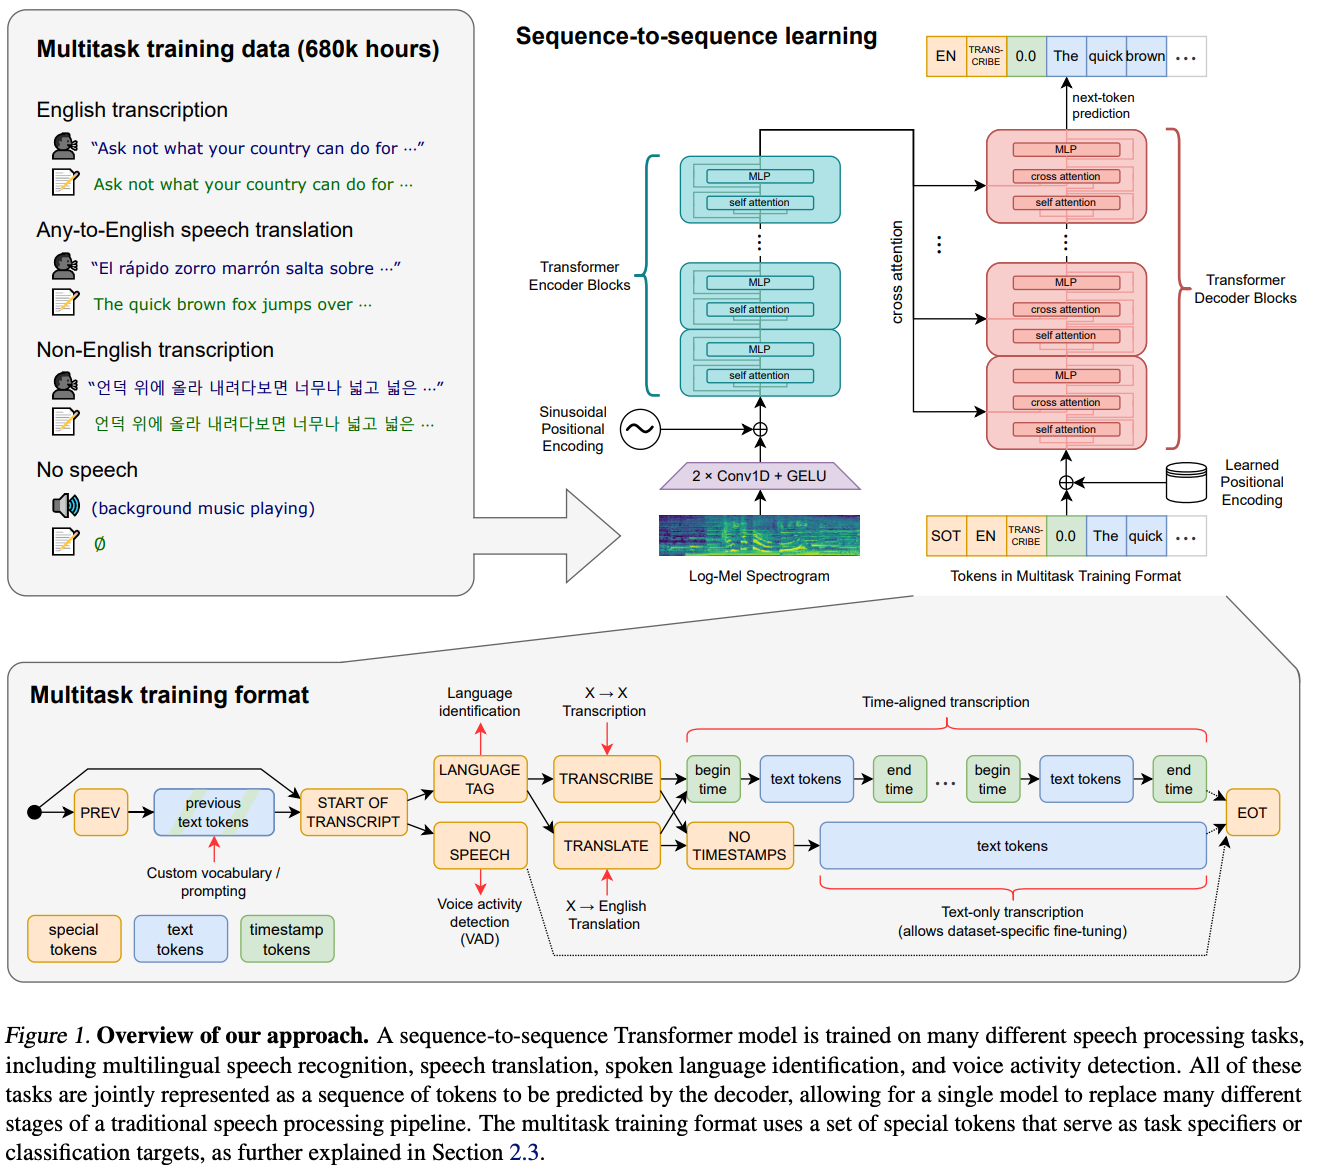 Multitask training data (680k hours)
English transcription
“Ask not what your country can do for ⋯”
Ask not what your country can do for ⋯
Any-to-English speech translation
“El rápido zorro marrón salta sobre ⋯”
The quick brown fox jumps over ⋯
Non-English transcription
“언덕 위에 올라 내려다보면 너무나 넓고 넓은 ⋯”
언덕 위에 올라 내려다보면 너무나 넓고 넓은 ⋯
No speech
(background music playing)
∅
Sequence-to-sequence learning
EN TRANS-CRIBE 0.0 The quick brown ⋯
next-token
prediction
MLP
self attention
⋮
MLP
self attention
MLP
self attention
Transformer
Encoder Blocks
Sinusoidal
Positional
Encoding
2 × Conv1D + GELU
Log-Mel Spectrogram
cross attention
⋮
MLP
cross attention
self attention
⋮
MLP
cross attention
self attention
MLP
cross attention
self attention
Transformer
Decoder Blocks
Learned
Positional
Encoding
SOT EN TRANS-CRIBE 0.0 The quick ⋯
Tokens in Multitask Training Format
Multitask training format
PREV
previous
text tokens
Custom vocabulary /
prompting
START OF
TRANSCRIPT
Language
identification
LANGUAGE
TAG
NO
SPEECH
Voice activity
detection
(VAD)
X → X
Transcription
TRANSCRIBE
TRANSLATE
X → English
Translation
Time-aligned transcription
begin
time
text tokens
end
time
⋯
begin
time
text tokens
end
time
NO
TIMESTAMPS
text tokens
Text-only transcription
(allows dataset-specific fine-tuning)
EOT
special
tokens
text
tokens
timestamp
tokens
Figure 1. Overview of our approach. A sequence-to-sequence Transformer model is trained on many different speech processing tasks,
including multilingual speech recognition, speech translation, spoken language identification, and voice activity detection. All of these
tasks are jointly represented as a sequence of tokens to be predicted by the decoder, allowing for a single model to replace many different
stages of a traditional speech processing pipeline. The multitask training format uses a set of special tokens that serve as task specifiers or
classification targets, as further explained in Section 2.3.